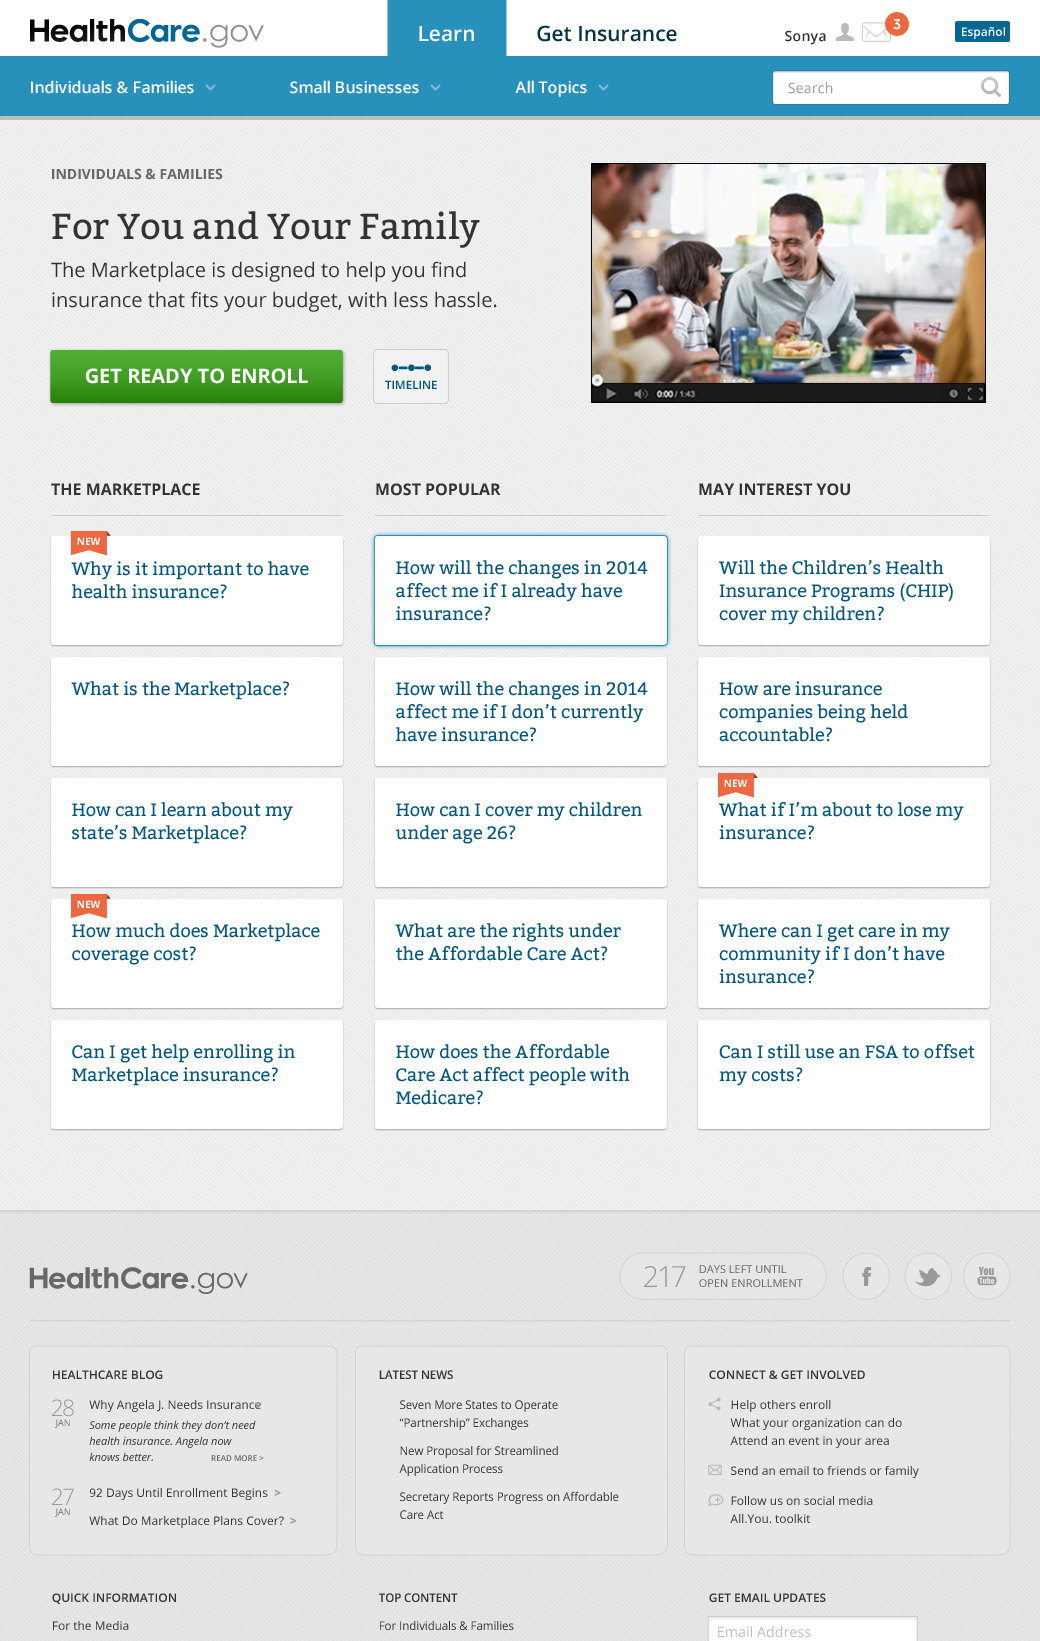 HealthCare.gov
Learn
Get Insurance
Sonya
3
Español
Individuals & Families
Small Businesses
All Topics
Search
INDIVIDUALS & FAMILIES
For You and Your Family
The Marketplace is designed to help you find
insurance that fits your budget, with less hassle.
GET READY TO ENROLL
TIMELINE
0:00 / 1:43
THE MARKETPLACE
NEW
Why is it important to have
health insurance?
What is the Marketplace?
How can I learn about my
state’s Marketplace?
NEW
How much does Marketplace
coverage cost?
Can I get help enrolling in
Marketplace insurance?
MOST POPULAR
How will the changes in 2014
affect me if I already have
insurance?
How will the changes in 2014
affect me if I don’t currently
have insurance?
How can I cover my children
under age 26?
What are the rights under
the Affordable Care Act?
How does the Affordable
Care Act affect people with
Medicare?
MAY INTEREST YOU
Will the Children’s Health
Insurance Programs (CHIP)
cover my children?
How are insurance
companies being held
accountable?
NEW
What if I’m about to lose my
insurance?
Where can I get care in my
community if I don’t have
insurance?
Can I still use an FSA to offset
my costs?
HealthCare.gov
217
DAYS LEFT UNTIL
OPEN ENROLLMENT
f
You
Tube
HEALTHCARE BLOG
28
JAN
Why Angela J. Needs Insurance
Some people think they don’t need
health insurance. Angela now
knows better.
READ MORE >
27
JAN
92 Days Until Enrollment Begins >
What Do Marketplace Plans Cover? >
LATEST NEWS
Seven More States to Operate
“Partnership” Exchanges
New Proposal for Streamlined
Application Process
Secretary Reports Progress on Affordable
Care Act
CONNECT & GET INVOLVED
Help others enroll
What your organization can do
Attend an event in your area
Send an email to friends or family
Follow us on social media
All.You. toolkit
QUICK INFORMATION
For the Media
TOP CONTENT
For Individuals & Families
GET EMAIL UPDATES
Email Address